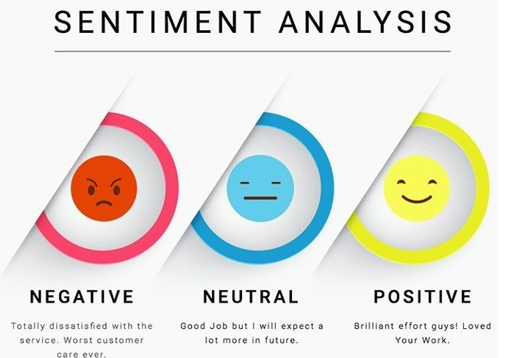 SENTIMENT ANALYSIS
NEGATIVE
Totally dissatisfied with the
service. Worst customer
care ever.
NEUTRAL
Good Job but I will expect a
lot more in future.
POSITIVE
Brilliant effort guys! Loved
Your Work.